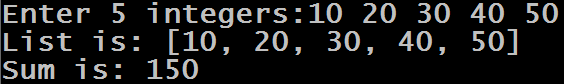 Enter 5 integers:10 20 30 40 50
List is: [10, 20, 30, 40, 50]
Sum is: 150